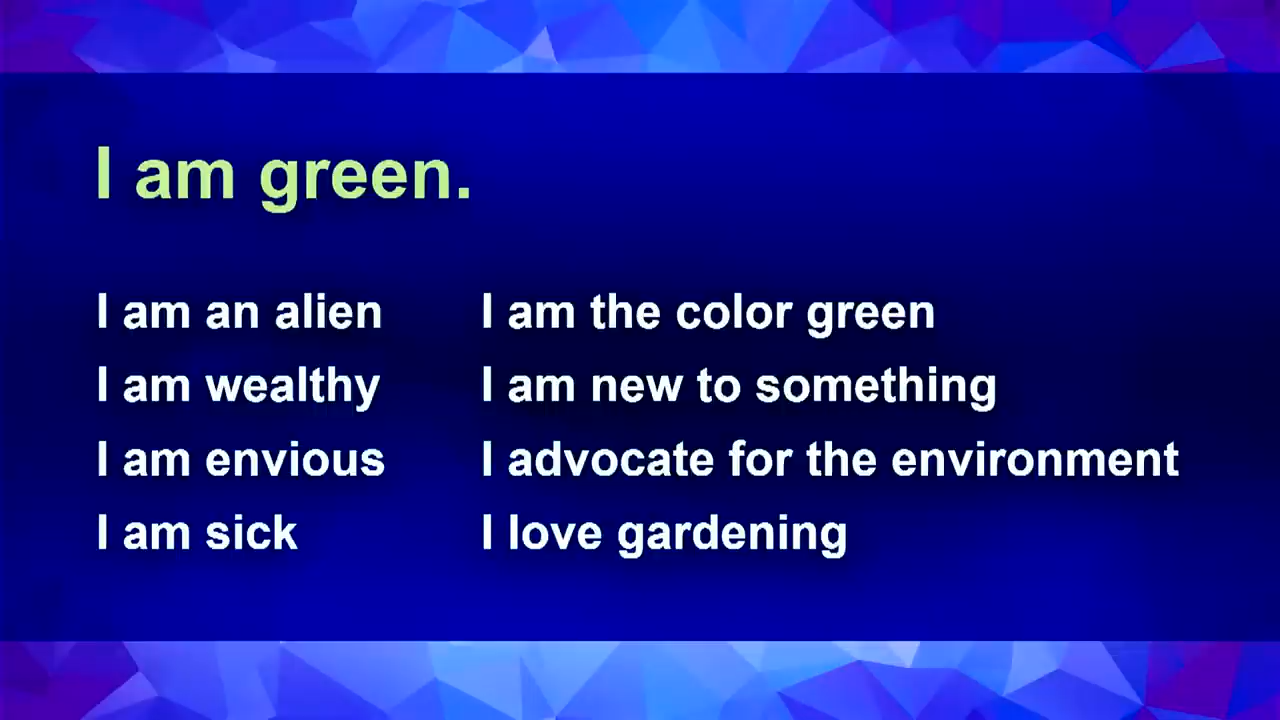 I am green.
I am an alien
I am wealthy
I am envious
I am sick
I am the color green
I am new to something
I advocate for the environment
I love gardening